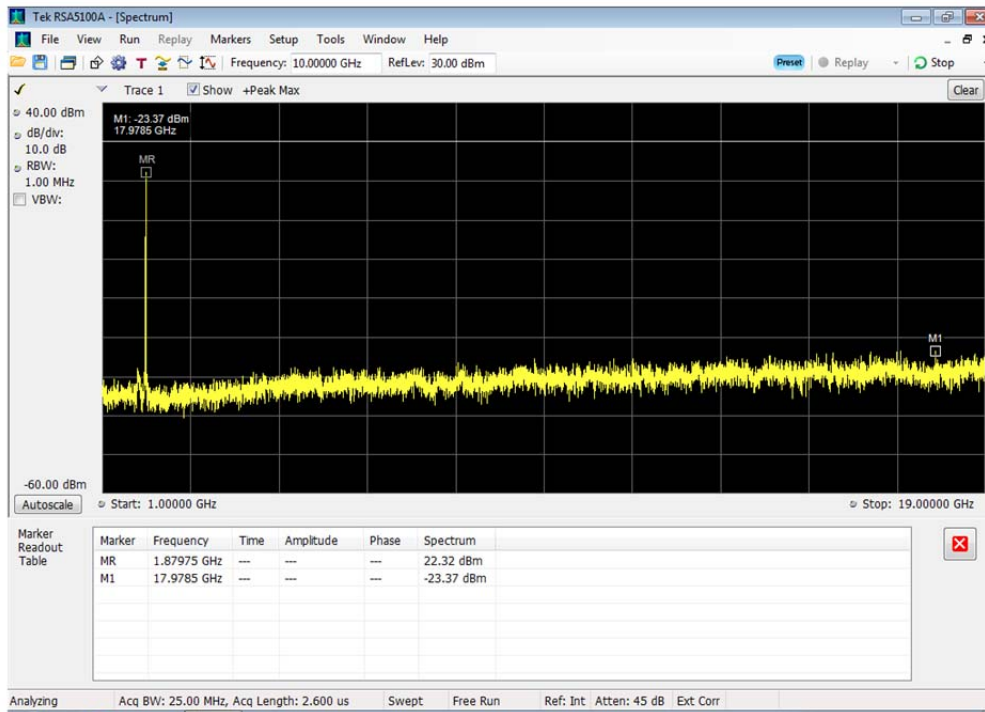 Tek RSA5100A - [Spectrum]
File View Run Replay Markers Setup Tools Window Help
T Frequency: 10.00000 GHz RefLev: 30.00 dBm Preset Replay Stop
Trace 1 Show +Peak Max Clear
40.00 dBm
dB/div:
10.0 dB
RBW:
1.00 MHz
VBW:
M1: -23.37 dBm
17.9785 GHz
MR
M1
-60.00 dBm
Autoscale Start: 1.00000 GHz Stop: 19.00000 GHz
Marker
Readout
Table
Marker Frequency Time Amplitude Phase Spectrum
MR 1.87975 GHz --- --- --- 22.32 dBm
M1 17.9785 GHz --- --- --- -23.37 dBm
Analyzing Acq BW: 25.00 MHz, Acq Length: 2.600 us Swept Free Run Ref: Int Atten: 45 dB Ext Corr